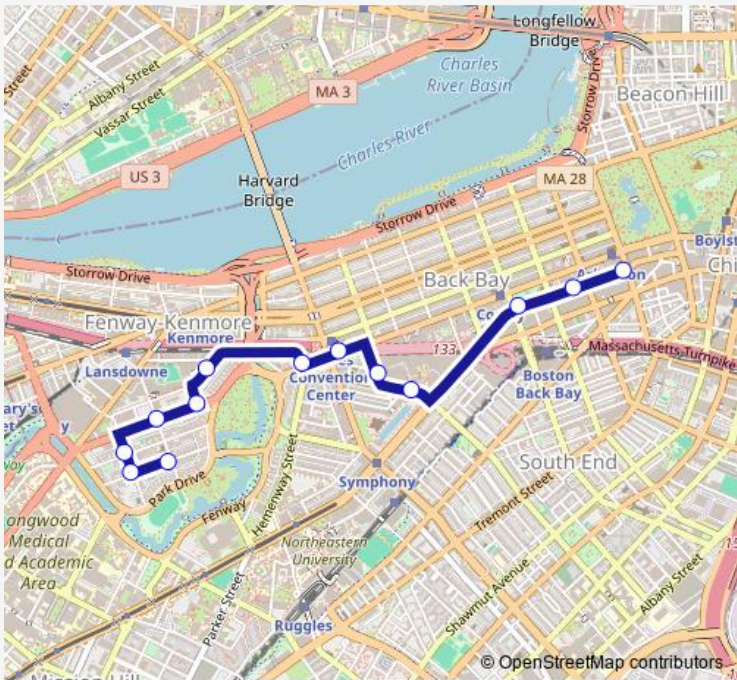 Longfellow
Bridge
Albany Street
Vassar Street
MA 3
Charles
River Basin
Storrow Drive
Beacon Hill
Street
Charles River
US 3
Harvard
Bridge
MA 28
Storrow Drive
Boylst
Storrow Drive
Back Bay
Chi
Fenway-Kenmore
Kenmore
Lansdowne
133
Massachusetts Turnpike
Convention
Center
Boston
Back Bay
Symphony
South End
Park Drive
Fenway
Hemenway Street
Tremont Street
Longwood
Medical
d Academic
Area
Northeastern
University
Parker Street
Shawmut Avenue
Albany Street
Ruggles
Mission Hill
© OpenStreetMap contributors